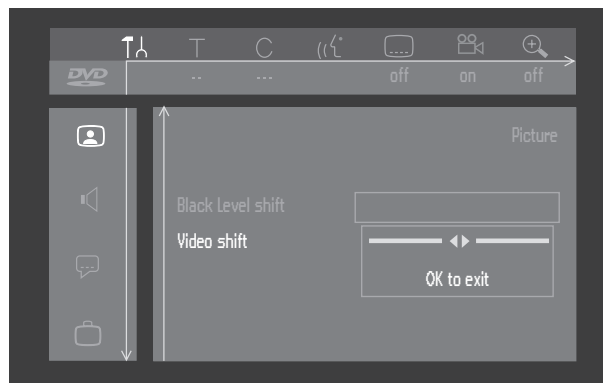 T C
DVD -- --- off on off
Picture
Black Level shift
Video shift
OK to exit